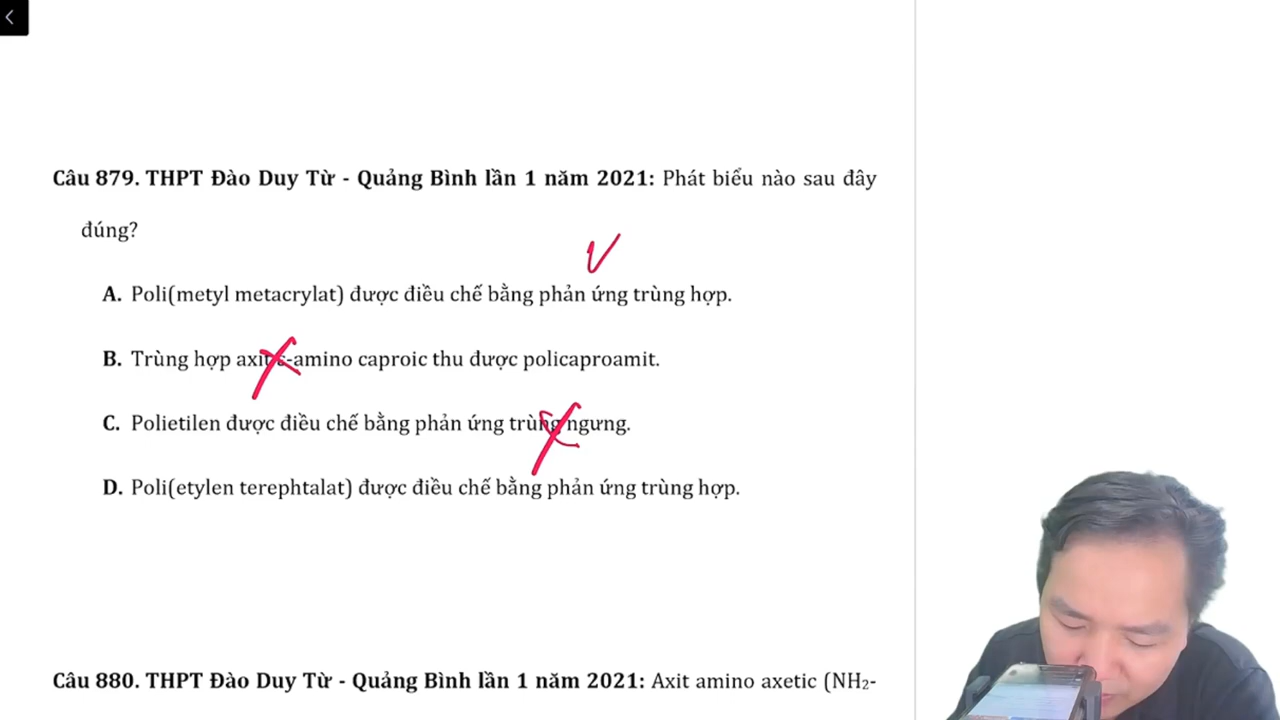 Câu 879. THPT Đào Duy Từ - Quảng Bình lần 1 năm 2021: Phát biểu nào sau đây
đúng?
A. Poli(metyl metacrylat) được điều chế bằng phản ứng trùng hợp.
B. Trùng hợp axit ε-amino caproic thu được policaproamit.
C. Polietilen được điều chế bằng phản ứng trùng ngưng.
D. Poli(etylen terephtalat) được điều chế bằng phản ứng trùng hợp.
Câu 880. THPT Đào Duy Từ - Quảng Bình lần 1 năm 2021: Axit amino axetic (NH₂-